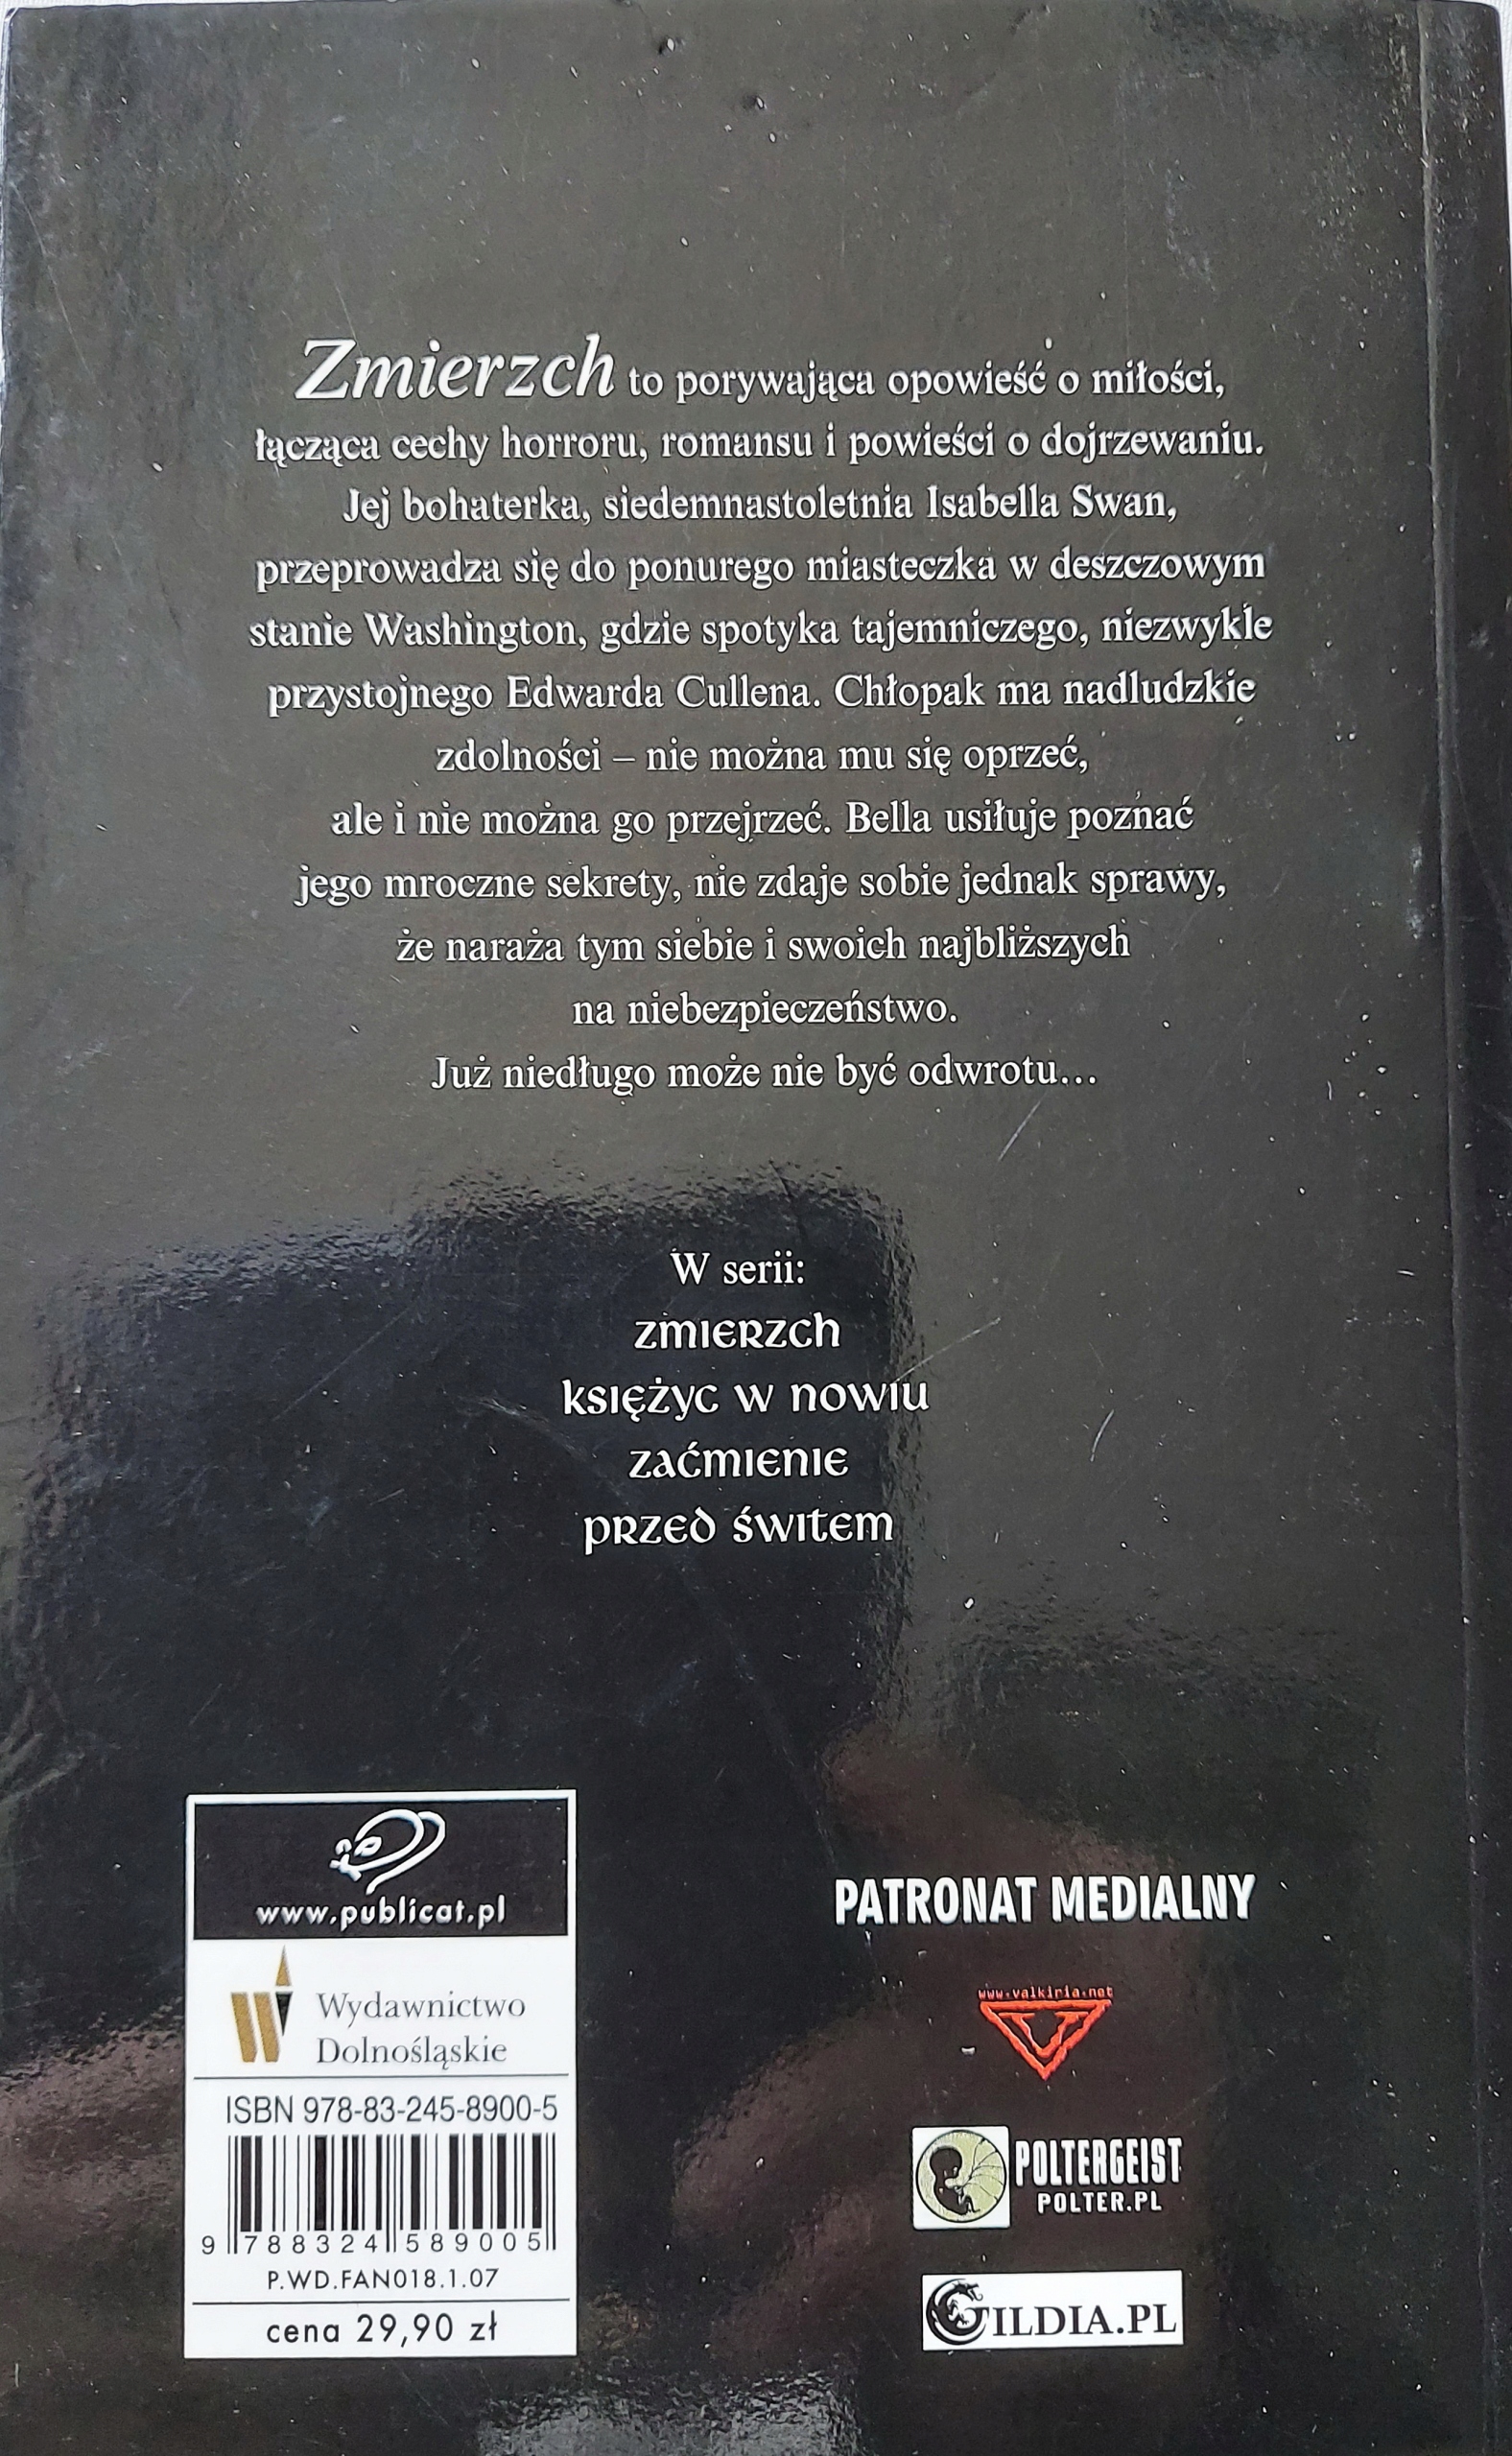 Zmierzch to porywająca opowieść o miłości,
łącząca cechy horroru, romansu i powieści o dojrzewaniu.
Jej bohaterka, siedemnastoletnia Isabella Swan,
przeprowadza się do ponurego miasteczka w deszczowym
stanie Washington, gdzie spotyka tajemniczego, niezwykle
przystojnego Edwarda Cullena. Chłopak ma nadludzkie
zdolności – nie można mu się oprzeć,
ale i nie można go przejrzeć. Bella usiłuje poznać
jego mroczne sekrety, nie zdaje sobie jednak sprawy,
że naraża tym siebie i swoich najbliższych
na niebezpieczeństwo.
Już niedługo może nie być odwrotu...
W serii:
zmierzch
księżyc w nowiu
zaćmienie
przed świtem
www.publicat.pl
Wydawnictwo
Dolnośląskie
ISBN 978-83-245-8900-5
9 788324 589005
P.WD.FAN018.1.07
cena 29,90 zł
PATRONAT MEDIALNY
www.valkiria.net
POLTERGEIST
POLTER.PL
GILDIA.PL